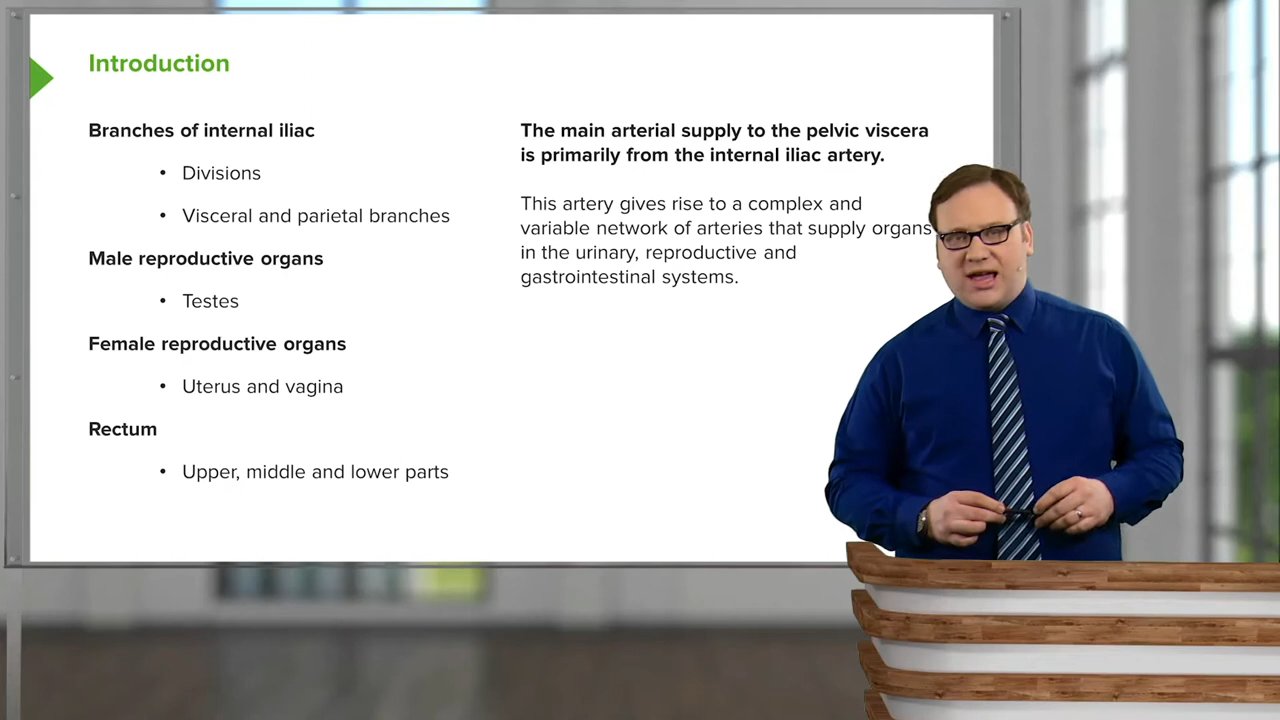 Introduction
Branches of internal iliac
• Divisions
• Visceral and parietal branches
Male reproductive organs
• Testes
Female reproductive organs
• Uterus and vagina
Rectum
• Upper, middle and lower parts
The main arterial supply to the pelvic viscera
is primarily from the internal iliac artery.
This artery gives rise to a complex and
variable network of arteries that supply organs
in the urinary, reproductive and
gastrointestinal systems.